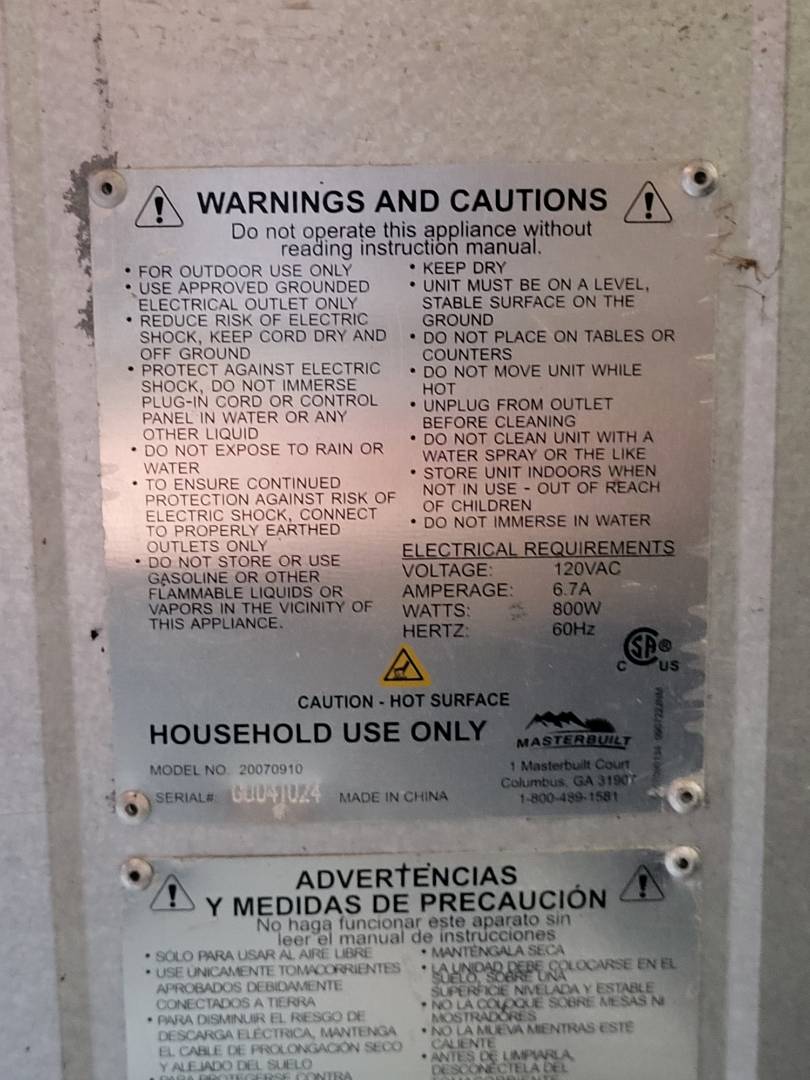 WARNINGS AND CAUTIONS
Do not operate this appliance without
reading instruction manual.
• FOR OUTDOOR USE ONLY
• USE APPROVED GROUNDED
ELECTRICAL OUTLET ONLY
• REDUCE RISK OF ELECTRIC
SHOCK, KEEP CORD DRY AND
OFF GROUND
• PROTECT AGAINST ELECTRIC
SHOCK, DO NOT IMMERSE
PLUG-IN CORD OR CONTROL
PANEL IN WATER OR ANY
OTHER LIQUID
• DO NOT EXPOSE TO RAIN OR
WATER
• TO ENSURE CONTINUED
PROTECTION AGAINST RISK OF
ELECTRIC SHOCK, CONNECT
TO PROPERLY EARTHED
OUTLETS ONLY
• DO NOT STORE OR USE
GASOLINE OR OTHER
FLAMMABLE LIQUIDS OR
VAPORS IN THE VICINITY OF
THIS APPLIANCE.
• KEEP DRY
• UNIT MUST BE ON A LEVEL,
STABLE SURFACE ON THE
GROUND
• DO NOT PLACE ON TABLES OR
COUNTERS
• DO NOT MOVE UNIT WHILE
HOT
• UNPLUG FROM OUTLET
BEFORE CLEANING
• DO NOT CLEAN UNIT WITH A
WATER SPRAY OR THE LIKE
• STORE UNIT INDOORS WHEN
NOT IN USE - OUT OF REACH
OF CHILDREN
• DO NOT IMMERSE IN WATER
ELECTRICAL REQUIREMENTS
VOLTAGE: 120VAC
AMPERAGE: 6.7A
WATTS: 800W
HERTZ: 60Hz
C SA® US
CAUTION - HOT SURFACE
HOUSEHOLD USE ONLY
MASTERBUILT
MODEL NO. 20070910
1 Masterbuilt Court
Columbus, GA 31907
1-800-489-1581
SERIAL#: MADE IN CHINA
ADVERTENCIAS
Y MEDIDAS DE PRECAUCIÓN
No haga funcionar este aparato sin
leer el manual de instrucciones
• SÓLO PARA USAR AL AIRE LIBRE
• USE ÚNICAMENTE TOMACORRIENTES
APROBADOS DEBIDAMENTE
CONECTADOS A TIERRA
• PARA DISMINUIR EL RIESGO DE
DESCARGA ELÉCTRICA, MANTENGA
EL CABLE DE PROLONGACIÓN SECO
Y ALEJADO DEL SUELO
• PARA PROTEGERSE CONTRA
• MANTÉNGALA SECA
• LA UNIDAD DEBE COLOCARSE EN EL
SUELO, SOBRE UNA
SUPERFICIE NIVELADA Y ESTABLE
• NO LA COLOQUE SOBRE MESAS NI
MOSTRADORES
• NO LA MUEVA MIENTRAS ESTÉ
CALIENTE
• ANTES DE LIMPIARLA,
DESCONÉCTELA DEL